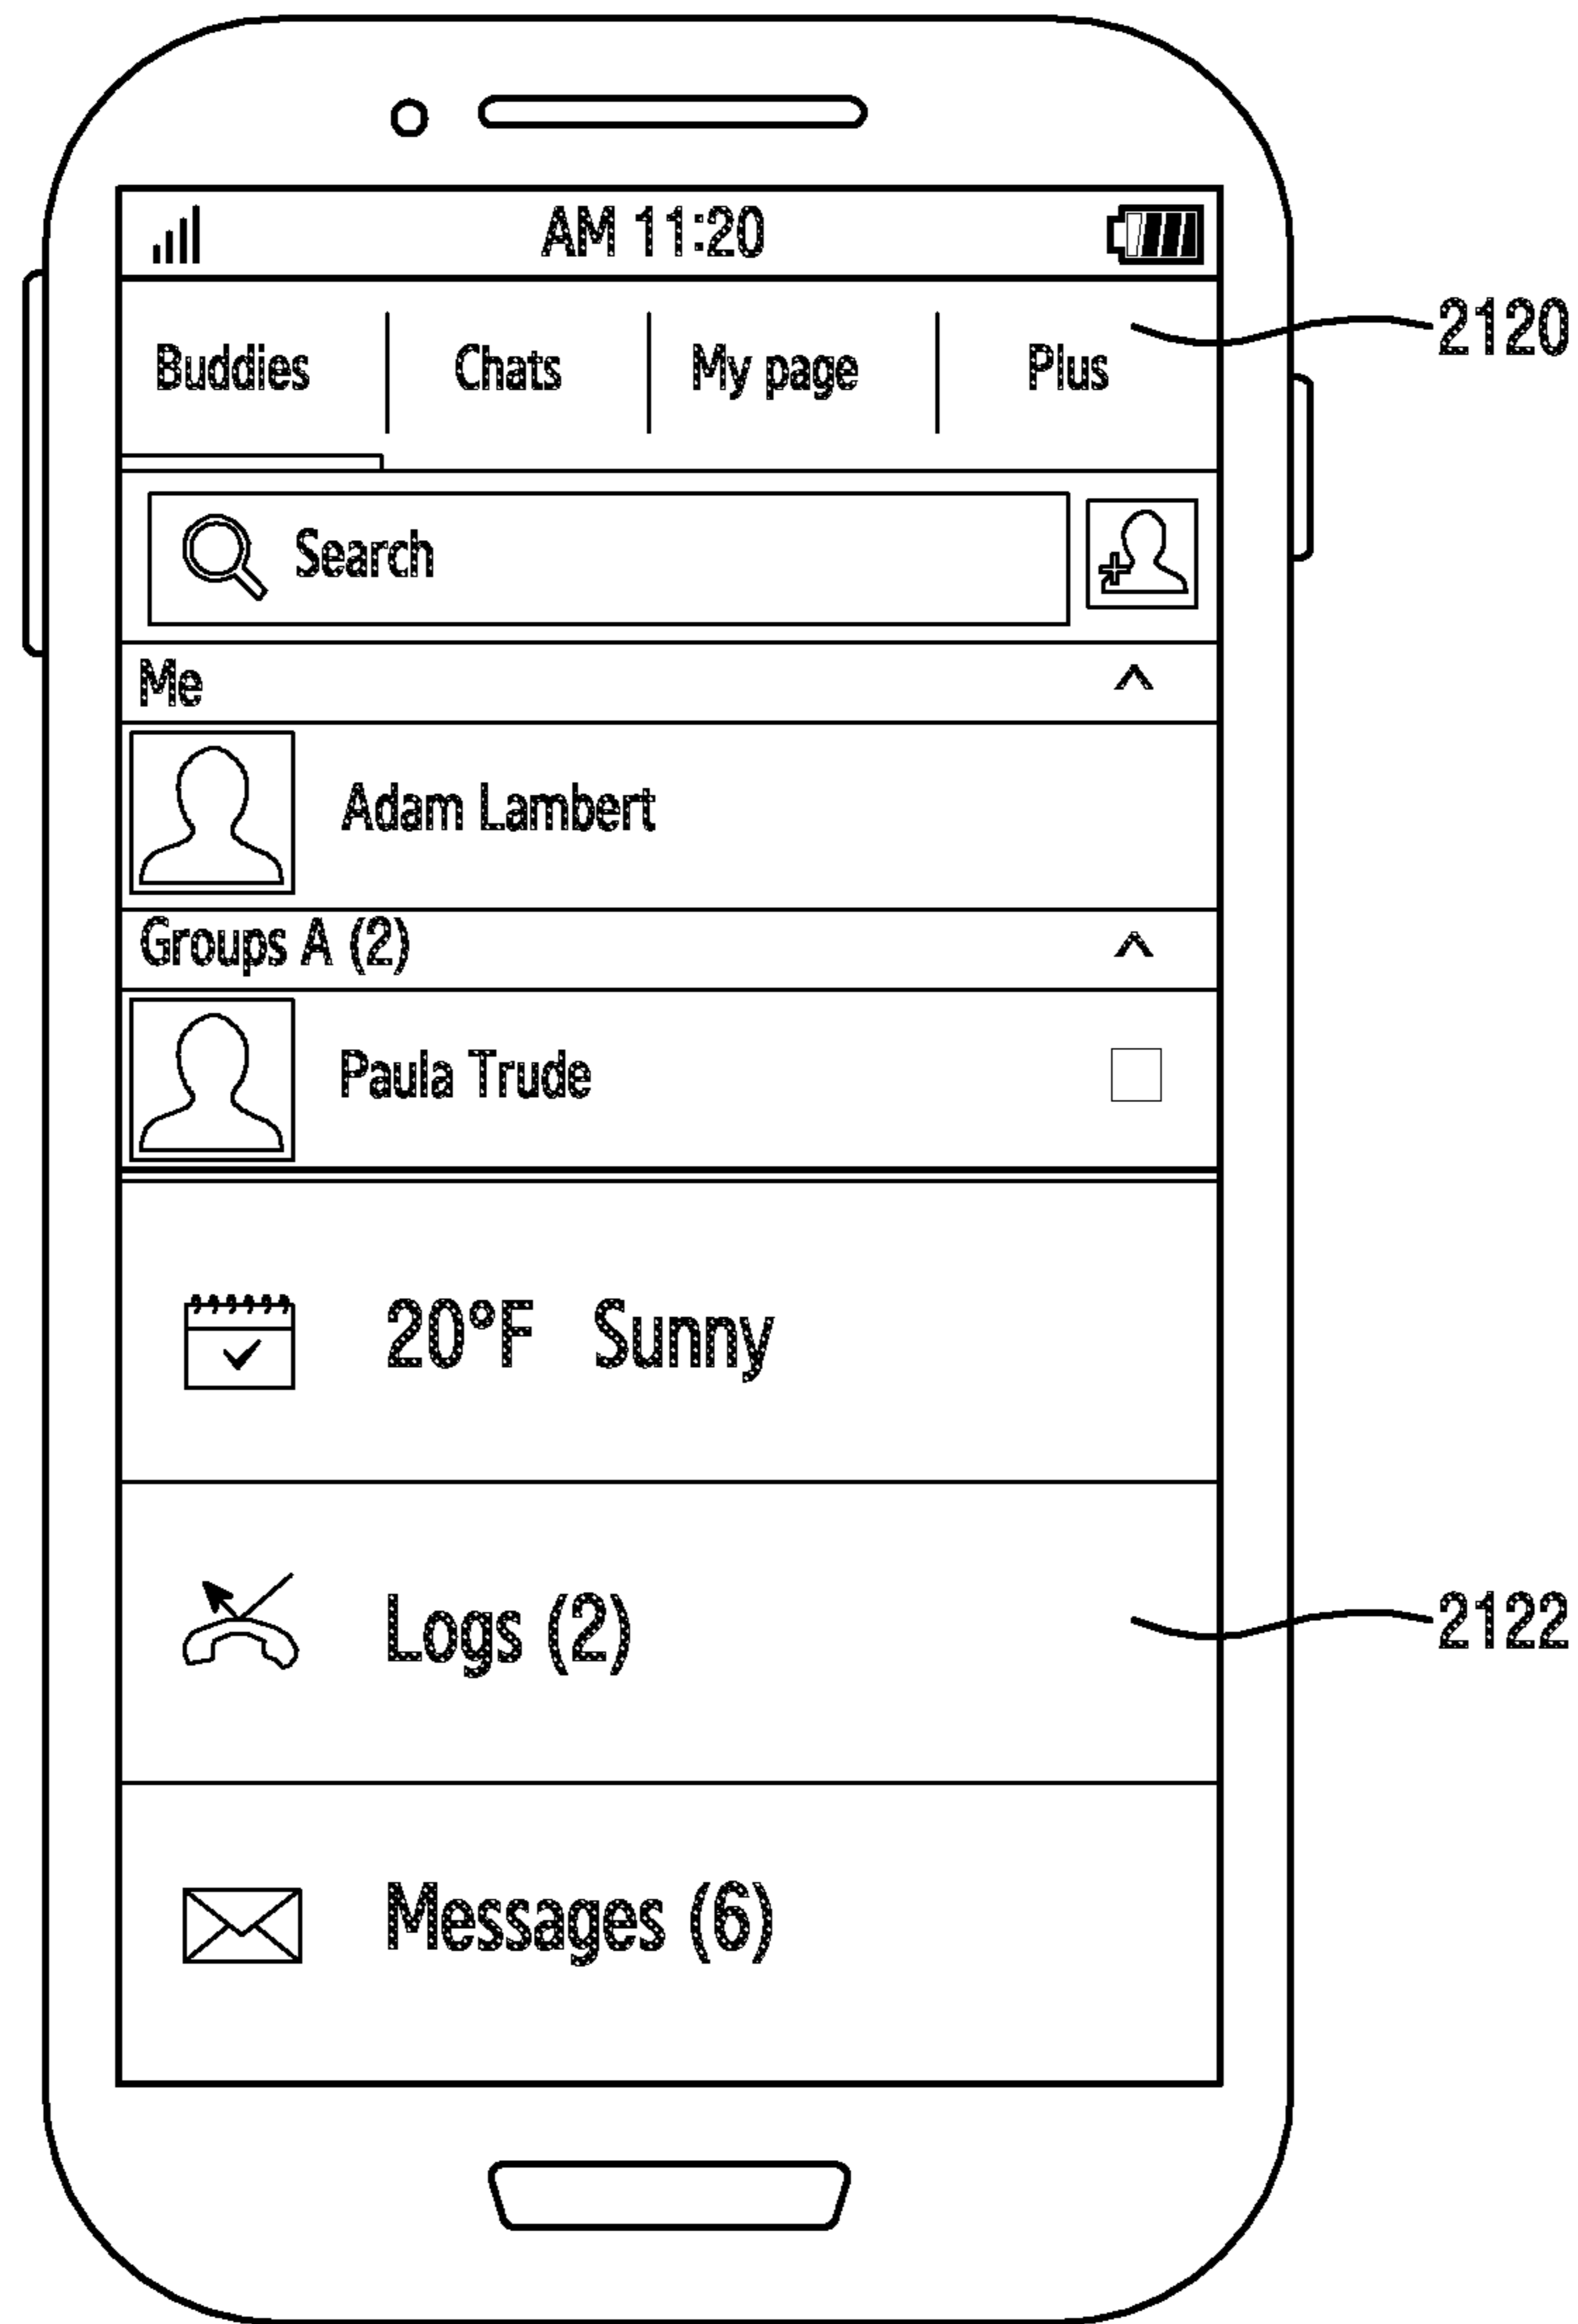 AM 11:20
2120
Buddies Chats My page Plus
Search
Me
Adam Lambert
Groups A (2)
Paula Trude
20°F Sunny
Logs (2)
2122
Messages (6)